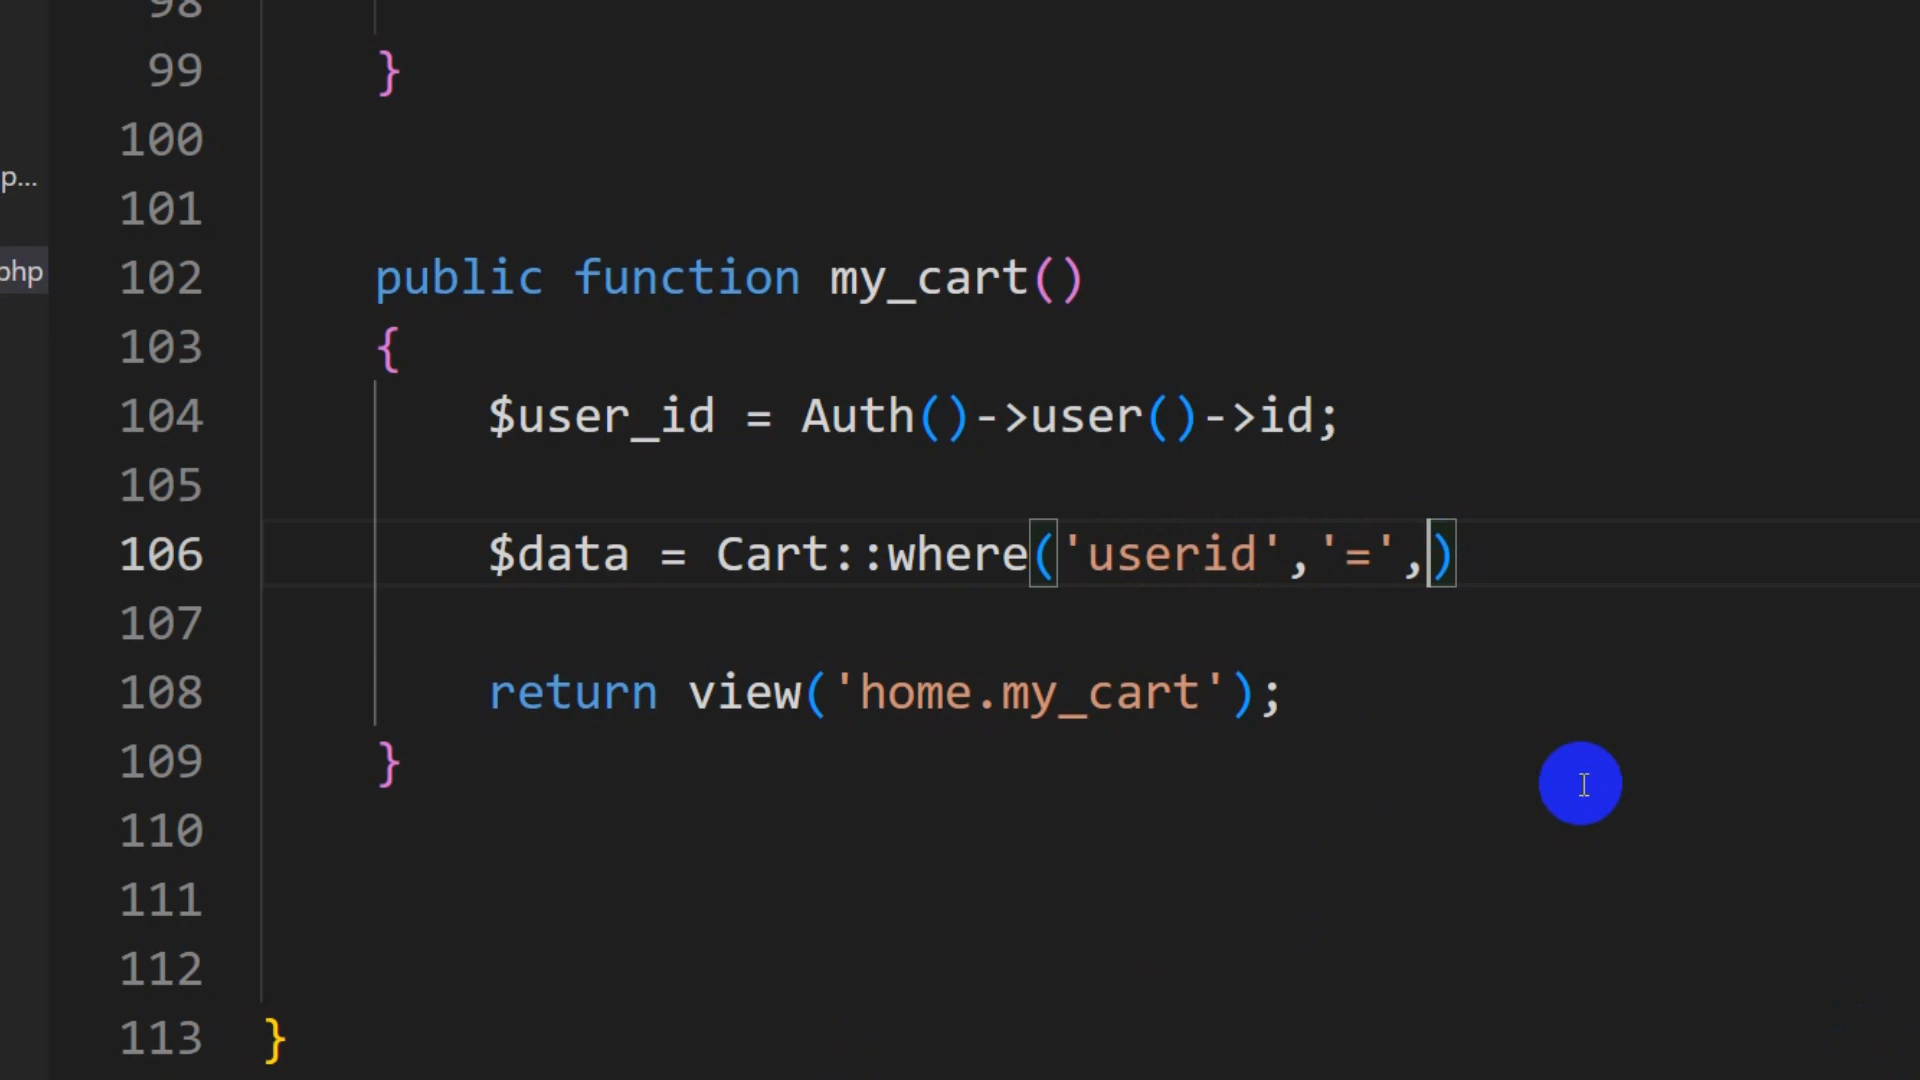 98
99 }
100
p...
101
102 public function my_cart()
php
103 {
104 $user_id = Auth()->user()->id;
105
106 $data = Cart::where('userid','=',)
107
108 return view('home.my_cart');
109 }
110
111
112
113 }